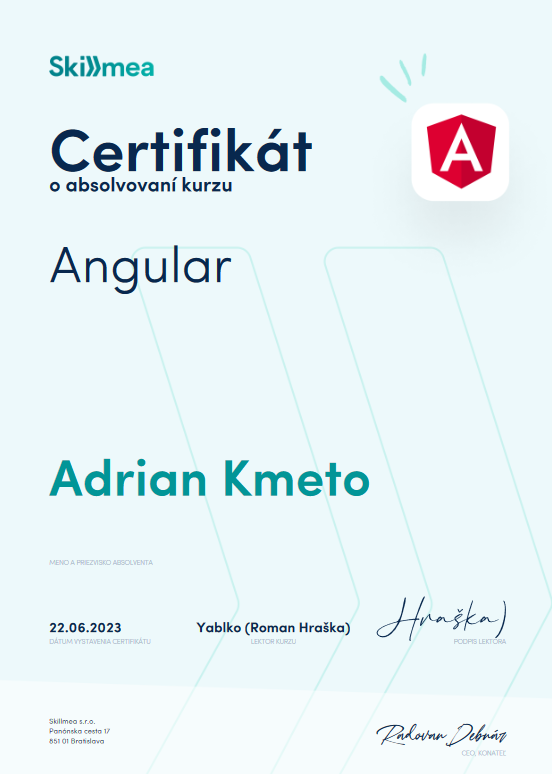 Skillmea
Certifikát
o absolvovaní kurzu
Angular
Adrian Kmeto
MENO A PRIEZVISKO ABSOLVENTA
22.06.2023
DÁTUM VYSTAVENIA CERTIFIKÁTU
Yablko (Roman Hraška)
LEKTOR KURZU
Hraška)
PODPIS LEKTORA
Skillmea s.r.o.
Panónska cesta 17
851 01 Bratislava
Radovan Debnár
CEO, KONATEĽ